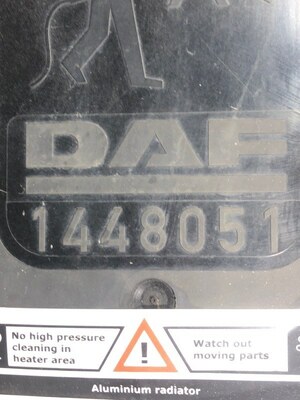 DAF
1448051
No high pressure
cleaning in
heater area
!
Watch out
moving parts
Aluminium radiator